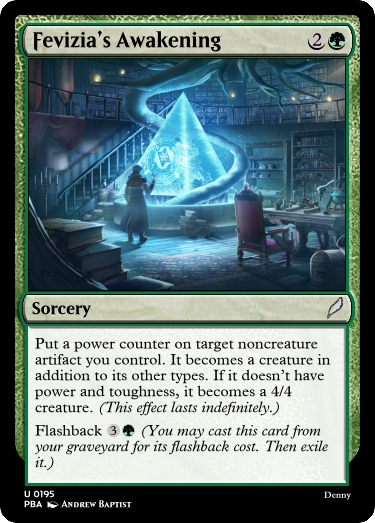 Fevizia's Awakening 2
Sorcery
Put a power counter on target noncreature
artifact you control. It becomes a creature in
addition to its other types. If it doesn't have
power and toughness, it becomes a 4/4
creature. (This effect lasts indefinitely.)
Flashback 3 (You may cast this card from
your graveyard for its flashback cost. Then exile
it.)
U 0195
PBA Andrew Baptist
Denny